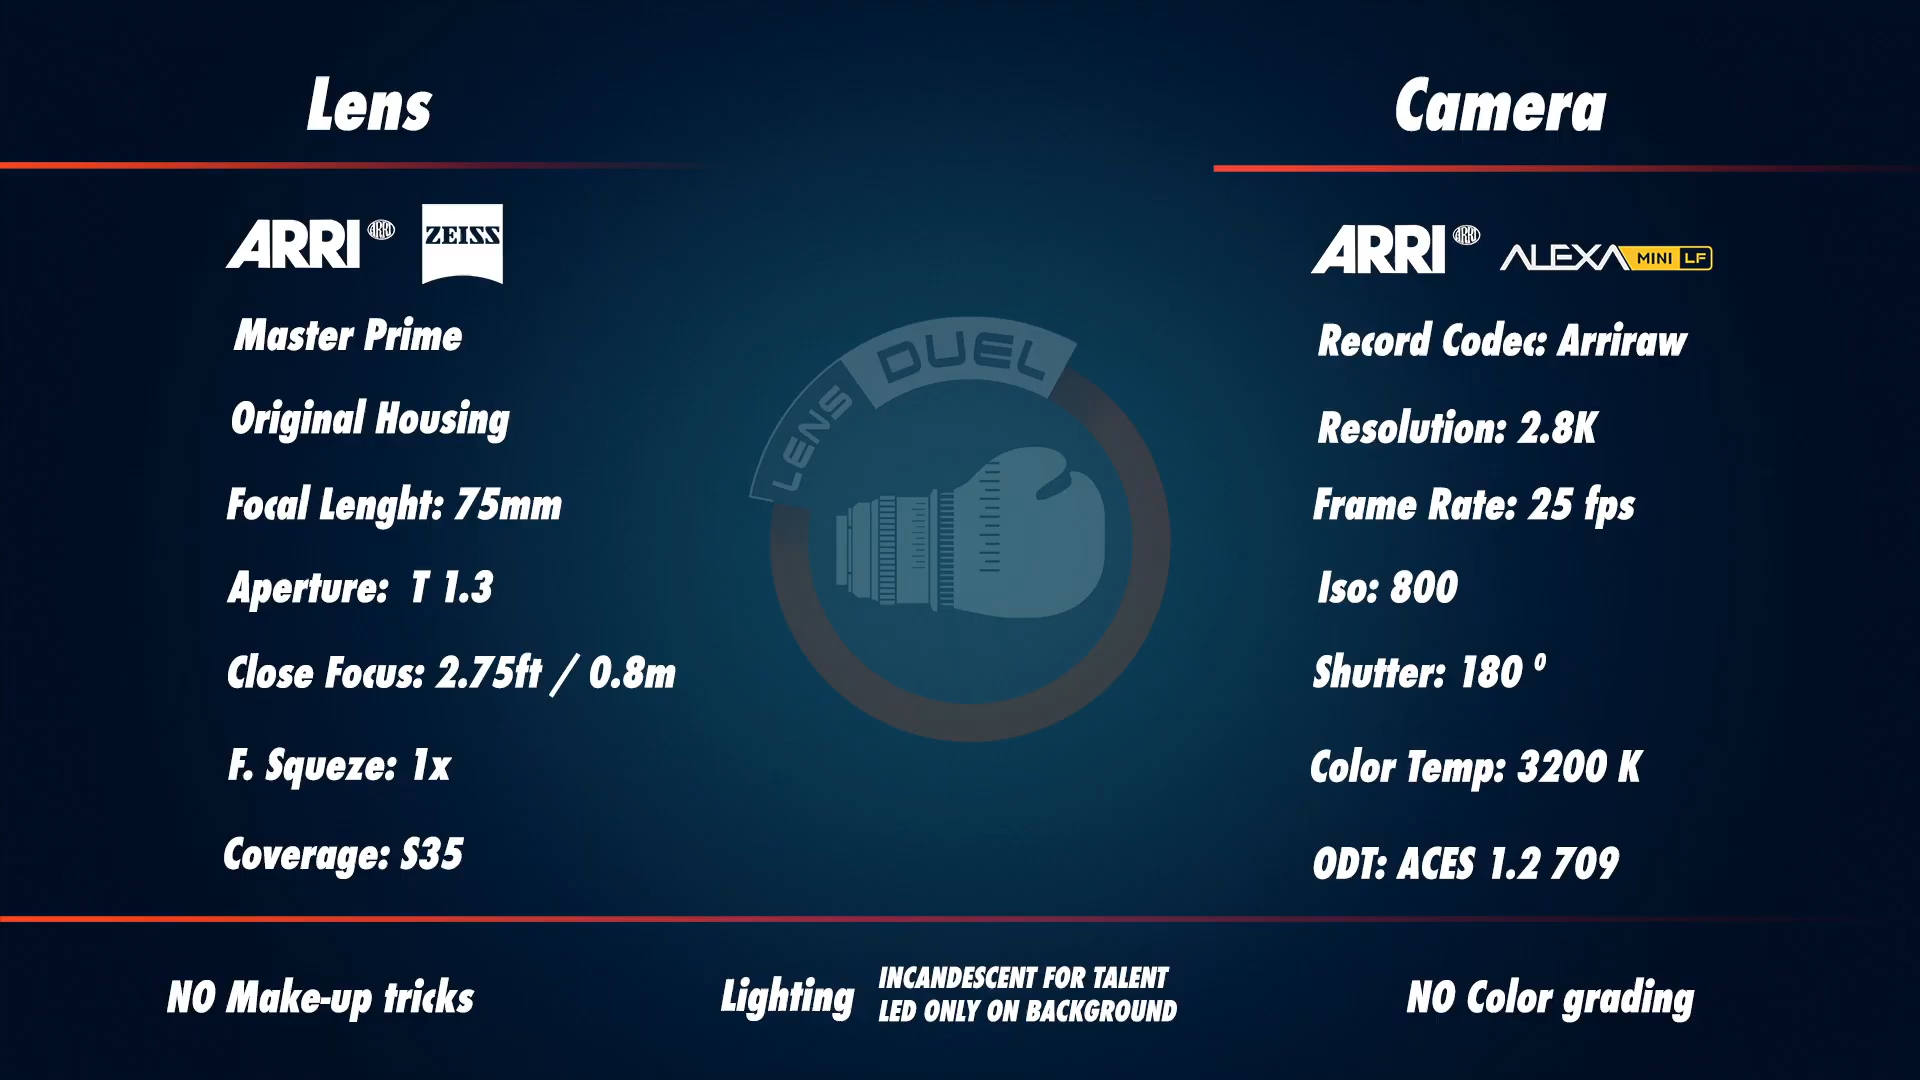 Lens
ARRI ARRI ZEISS
Master Prime
Original Housing
Focal Lenght: 75mm
Aperture: T 1.3
Close Focus: 2.75ft / 0.8m
F. Squeze: 1x
Coverage: S35
LENS DUEL
Camera
ARRI ARRI ALEXA MINI LF
Record Codec: Arriraw
Resolution: 2.8K
Frame Rate: 25 fps
Iso: 800
Shutter: 180 º
Color Temp: 3200 K
ODT: ACES 1.2 709
NO Make-up tricks
Lighting
INCANDESCENT FOR TALENT
LED ONLY ON BACKGROUND
NO Color grading